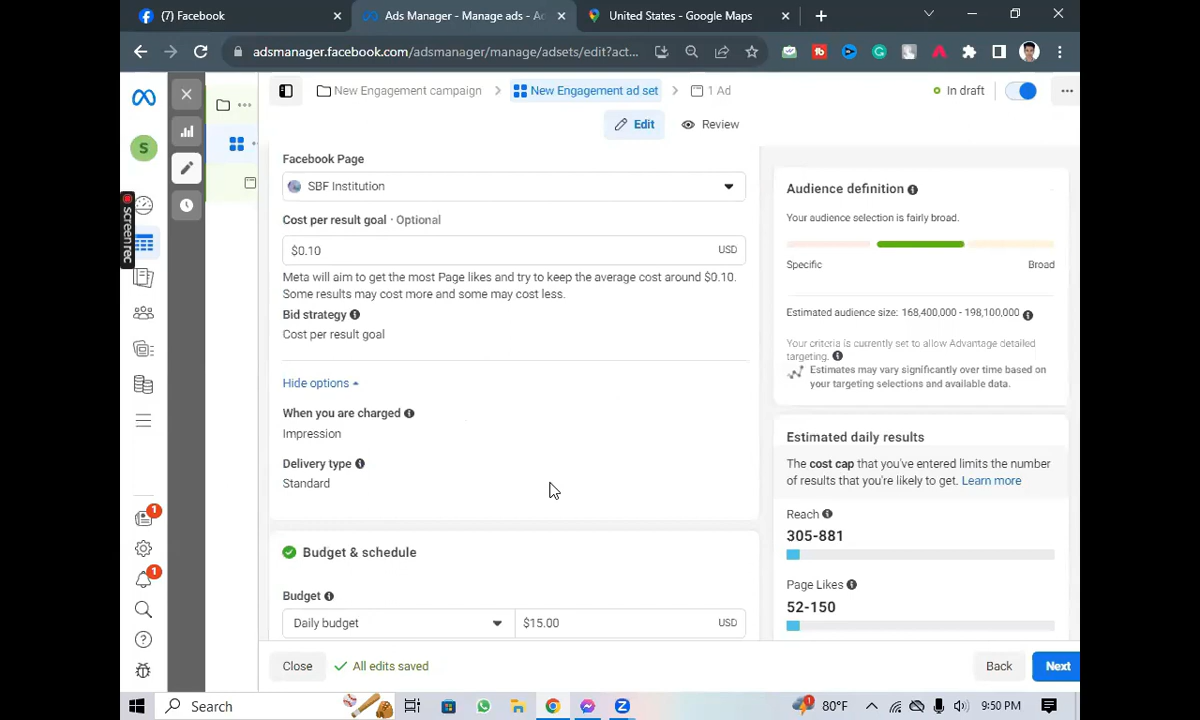 (7) Facebook
Ads Manager - Manage ads - Ad
United States - Google Maps
adsmanager.facebook.com/adsmanager/manage/adsets/edit?act...
New Engagement campaign
New Engagement ad set
1 Ad
In draft
Edit
Review
S
screenrec
Facebook Page
SBF Institution
Cost per result goal · Optional
$0.10
USD
Meta will aim to get the most Page likes and try to keep the average cost around $0.10.
Some results may cost more and some may cost less.
Bid strategy
Cost per result goal
Hide options
When you are charged
Impression
Delivery type
Standard
Budget & schedule
Budget
Daily budget
$15.00
USD
Audience definition
Your audience selection is fairly broad.
Specific
Broad
Estimated audience size: 168,400,000 - 198,100,000
Your criteria is currently set to allow Advantage detailed
targeting.
Estimates may vary significantly over time based on
your targeting selections and available data.
Estimated daily results
The cost cap that you've entered limits the number
of results that you're likely to get. Learn more
Reach
305-881
Page Likes
52-150
1
1
Close
All edits saved
Back
Next
Search
1
80°F
9:50 PM